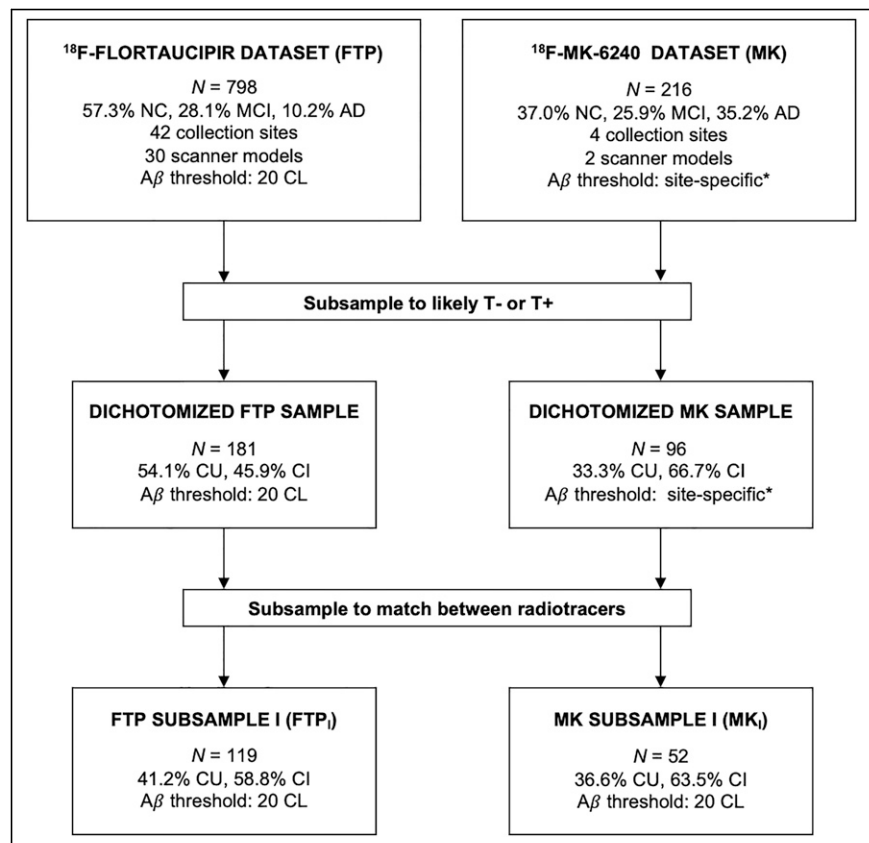 ¹⁸F-FLORTAUCIPIR DATASET (FTP)
N = 798
57.3% NC, 28.1% MCI, 10.2% AD
42 collection sites
30 scanner models
Aβ threshold: 20 CL
¹⁸F-MK-6240 DATASET (MK)
N = 216
37.0% NC, 25.9% MCI, 35.2% AD
4 collection sites
2 scanner models
Aβ threshold: site-specific*
Subsample to likely T- or T+
DICHOTOMIZED FTP SAMPLE
N = 181
54.1% CU, 45.9% CI
Aβ threshold: 20 CL
DICHOTOMIZED MK SAMPLE
N = 96
33.3% CU, 66.7% CI
Aβ threshold: site-specific*
Subsample to match between radiotracers
FTP SUBSAMPLE I (FTPI)
N = 119
41.2% CU, 58.8% CI
Aβ threshold: 20 CL
MK SUBSAMPLE I (MKI)
N = 52
36.6% CU, 63.5% CI
Aβ threshold: 20 CL